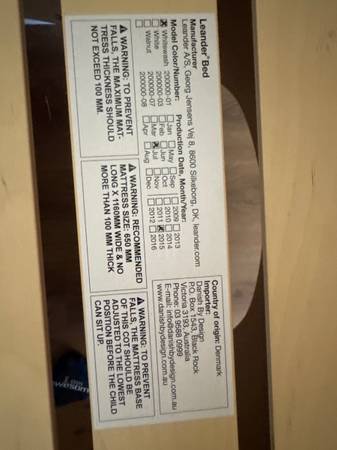 Leander® Bed
Manufacturer
Leander A/S, Georg Jensens Vej 8, 8600 Silkeborg, DK, leander.com
Model Color/Number: Production Date, Month/Year:
☒ Whitewash 200000-01 ☐ Jan ☐ May ☐ Sep ☐ 2009 ☐ 2013
☐ White 200000-03 ☐ Feb ☐ Jun ☐ Oct ☐ 2010 ☐ 2014
200000-07 ☐ Mar ☒ Jul ☐ Nov ☐ 2011 ☒ 2015
☐ Walnut 200000-08 ☐ Apr ☐ Aug ☐ Dec ☐ 2012 ☐ 2016
Country of origin: Denmark
Importer:
Danish By Design
P.O. Box 1543, Black Rock
Victoria 3193, Australia
Phone: 03 9588 0999
E-mail: info@danishbydesign.com.au
www.danishbydesign.com.au
⚠ WARNING: TO PREVENT
FALLS, THE MAXIMUM MAT-
TRESS THICKNESS SHOULD
NOT EXCEED 100 MM.
⚠ WARNING: RECOMMENDED
MATTRESS SIZE: 650 MM
LONG X 1160MM WIDE & NO
MORE THAN 100 MM THICK
⚠ WARNING: TO PREVENT
FALLS, THE MATTRESS BASE
OF THIS COT SHOULD BE
ADJUSTED TO THE LOWEST
POSITION BEFORE THE CHILD
CAN SIT UP.